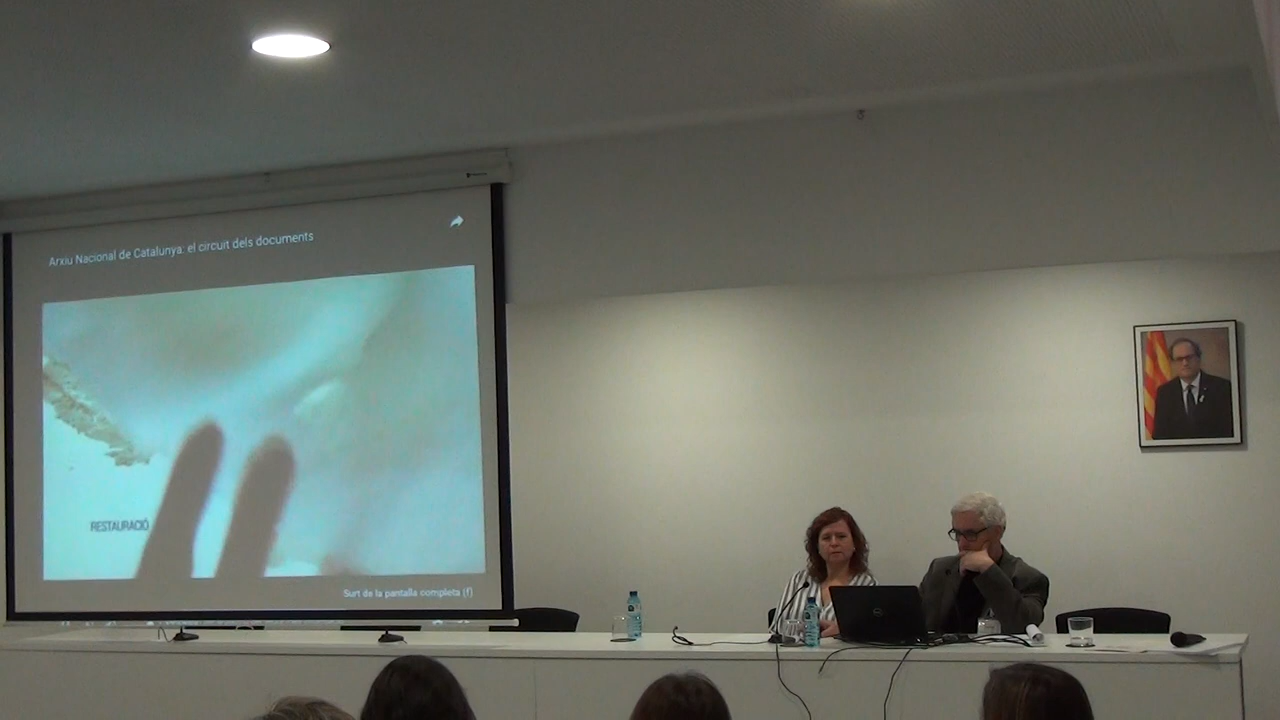 Arxiu Nacional de Catalunya: el circuit dels documents
RESTAURACIÓ
Surt de la pantalla completa (f)